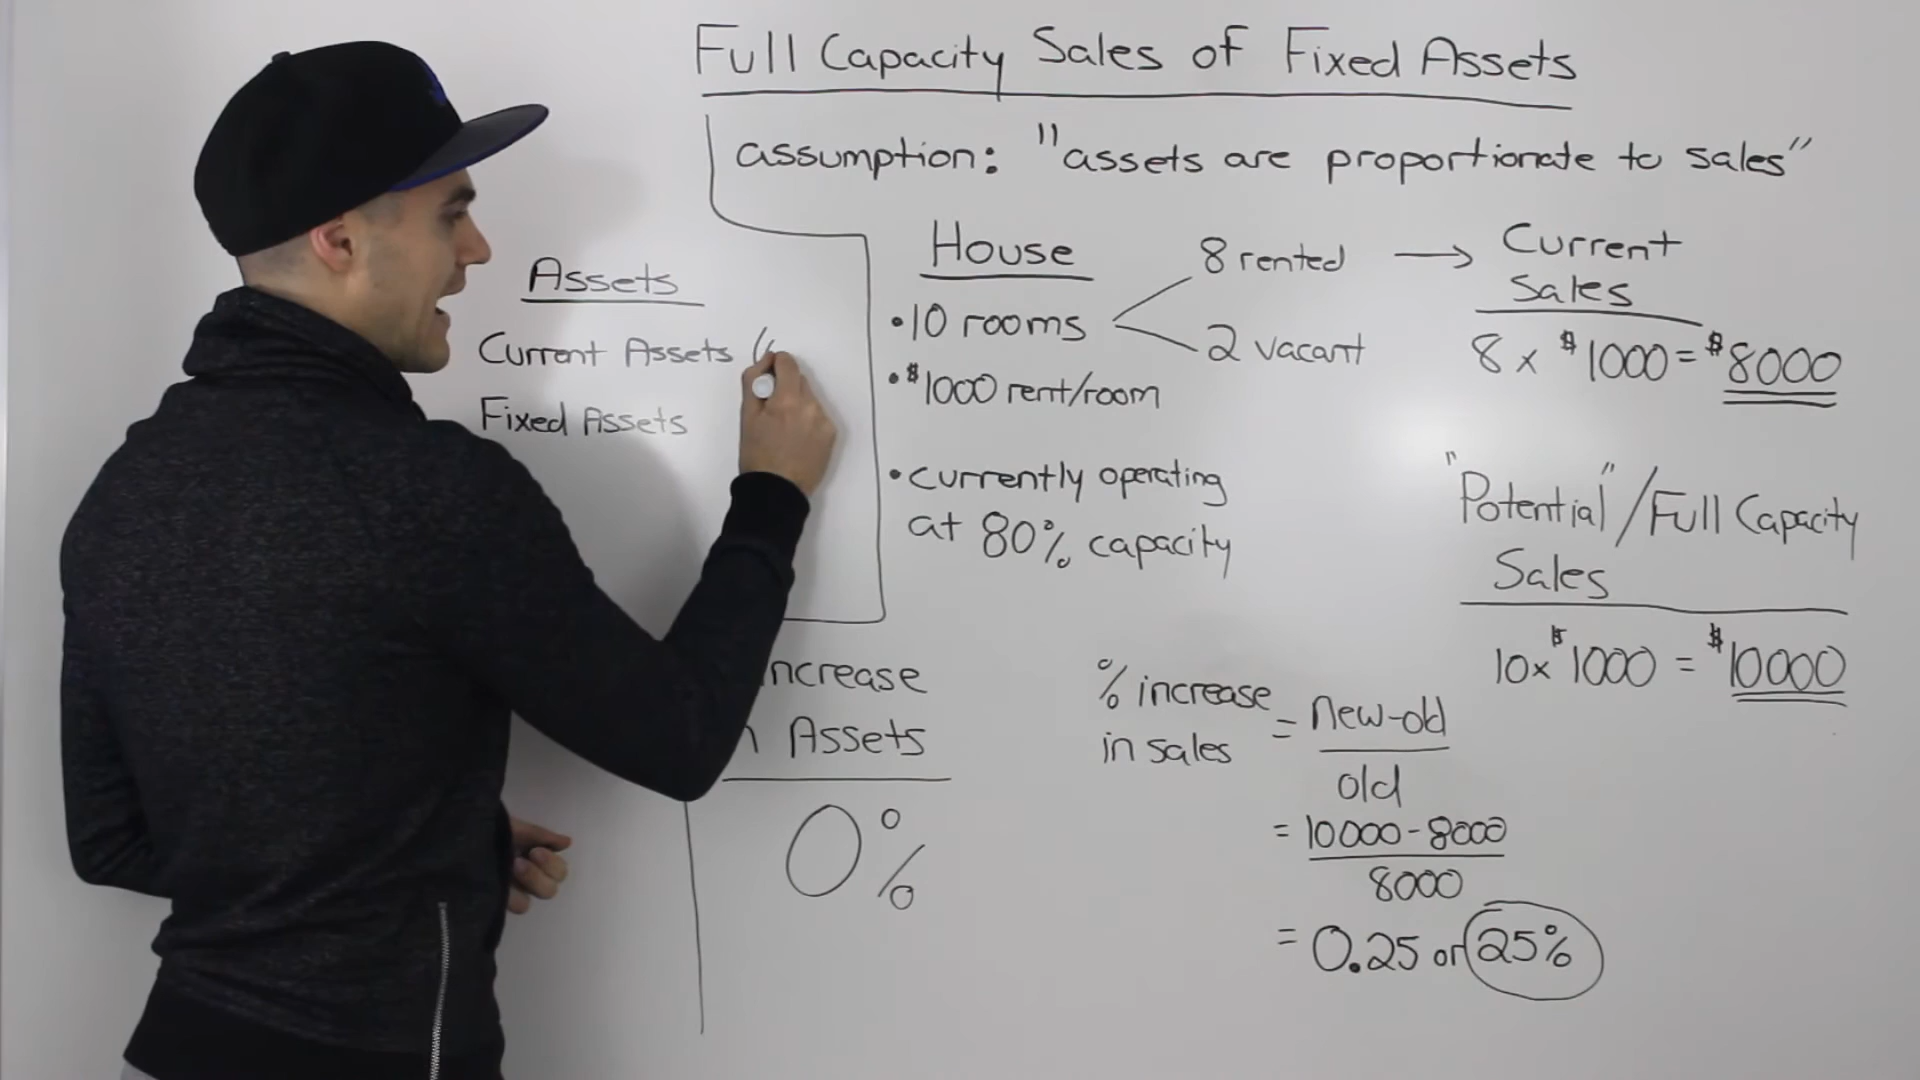 Full Capacity Sales of Fixed Assets
assumption: "assets are proportionate to sales"
Assets
Current Assets (
Fixed Assets
House
• 10 rooms
8 rented →
2 vacant
• $1000 rent/room
• currently operating
at 80% capacity
Current
Sales
8 x $1000 = $8000
"Potential"/Full Capacity
Sales
10x $1000 = $10000
ncrease
Assets
0%
% increase
in sales
= new-old
old
= 10000-8000
8000
= 0.25 or 25%